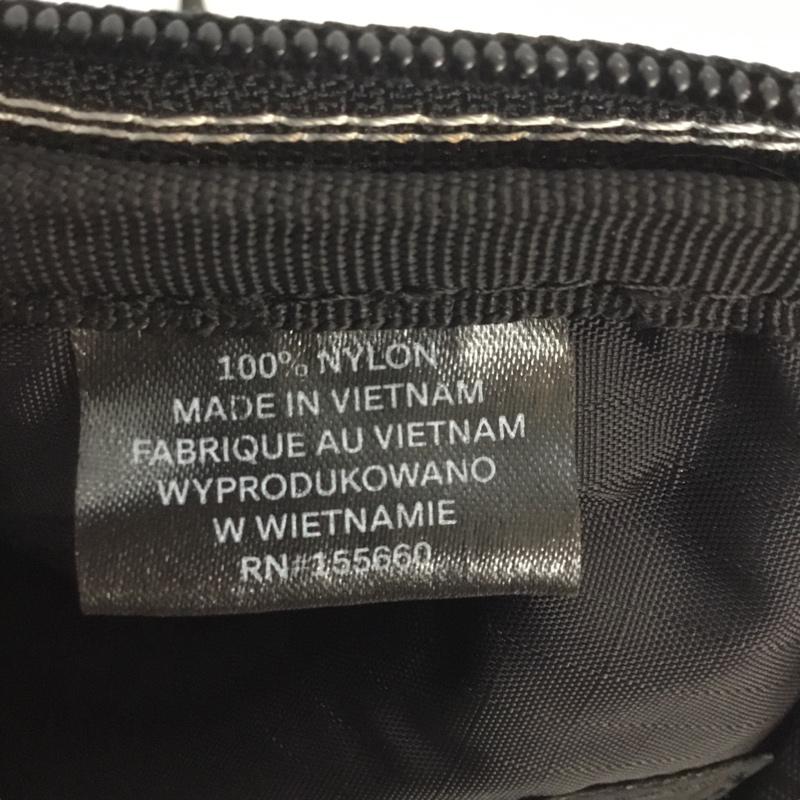 100% NYLON
MADE IN VIETNAM
FABRIQUE AU VIETNAM
WYPRODUKOWANO
W WIETNAMIE
RN#155660